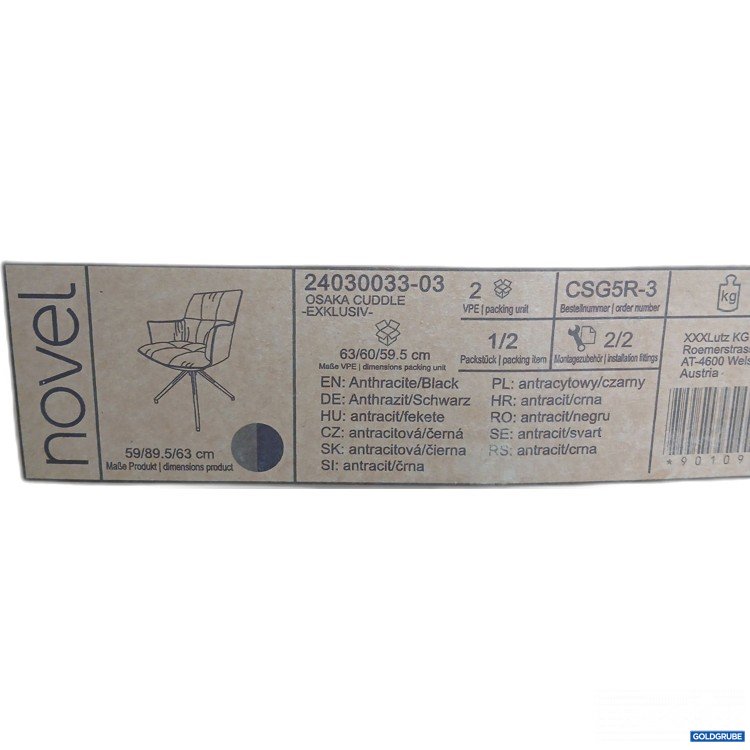 novel
59/89.5/63 cm
Maße Produkt | dimensions product
24030033-03
OSAKA CUDDLE
-EXKLUSIV-
63/60/59.5 cm
Maße VPE | dimensions packing unit
2
VPE | packing unit
CSG5R-3
Bestellnummer | order number
1/2
Packstück | packing item
2/2
Montagezubehör | installation fittings
EN: Anthracite/Black
DE: Anthrazit/Schwarz
HU: antracit/fekete
CZ: antracitová/černá
SK: antracitová/čierna
SI: antracit/črna
PL: antracytowy/czarny
HR: antracit/crna
RO: antracit/negru
SE: antracit/svart
RS: antracit/crna
kg
XXXLutz KG
Roemerstrass
AT-4600 Wels
Austria
*90109
GOLDGRUBE